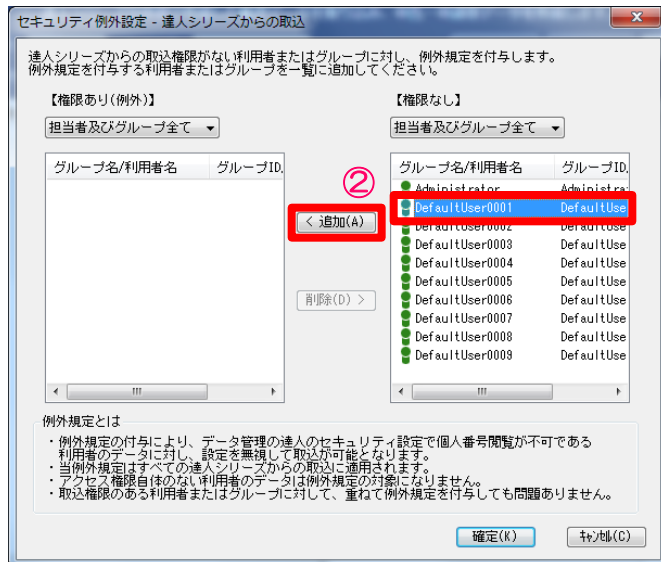 セキュリティ例外設定 - 達人シリーズからの取込
達人シリーズからの取込権限がない利用者またはグループに対し、例外規定を付与します。
例外規定を付与する利用者またはグループを一覧に追加してください。
【権限あり(例外)】
担当者及びグループ全て
グループ名/利用者名 グループID,
②
< 追加(A)
削除(D) >
【権限なし】
担当者及びグループ全て
グループ名/利用者名 グループID,
Administrator Administra
DefaultUser0001 DefaultUse
DefaultUser0002 DefaultUse
DefaultUser0003 DefaultUse
DefaultUser0004 DefaultUse
DefaultUser0005 DefaultUse
DefaultUser0006 DefaultUse
DefaultUser0007 DefaultUse
DefaultUser0008 DefaultUse
DefaultUser0009 DefaultUse
例外規定とは
・例外規定の付与により、データ管理の達人のセキュリティ設定で個人番号閲覧が不可である
利用者のデータに対し、設定を無視して取込が可能となります。
・当例外規定はすべての達人シリーズからの取込に適用されます。
・アクセス権限自体のない利用者のデータは例外規定の対象になりません。
・取込権限のある利用者またはグループに対して、重ねて例外規定を付与しても問題ありません。
確定(K)
ｷｬﾝｾﾙ(C)